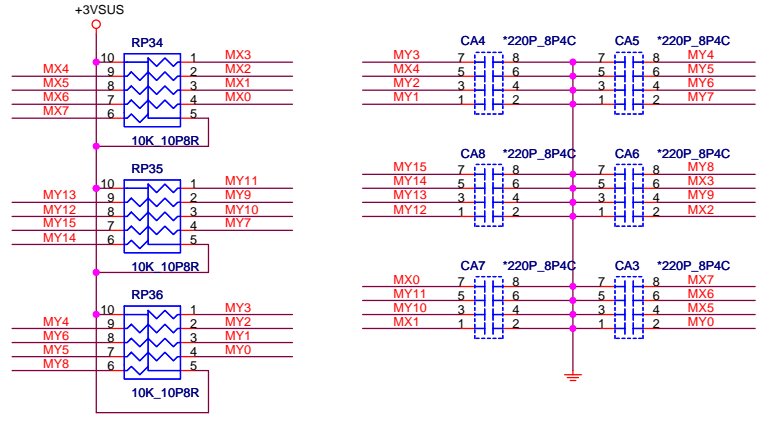 +3VSUS
RP34
10 1 MX3
MX4 9 2 MX2
MX5 8 3 MX1
MX6 7 4 MX0
MX7 6 5
10K_10P8R
RP35
10 1 MY11
MY13 9 2 MY9
MY12 8 3 MY10
MY15 7 4 MY7
MY14 6 5
10K_10P8R
RP36
10 1 MY3
MY4 9 2 MY2
MY6 8 3 MY1
MY5 7 4 MY0
MY8 6 5
10K_10P8R
CA4 *220P_8P4C CA5 *220P_8P4C
MY3 7 8 7 8 MY4
MX4 5 6 5 6 MY5
MY2 3 4 3 4 MY6
MY1 1 2 1 2 MY7
CA8 *220P_8P4C CA6 *220P_8P4C
MY15 7 8 7 8 MY8
MY14 5 6 5 6 MX3
MY13 3 4 3 4 MY9
MY12 1 2 1 2 MX2
CA7 *220P_8P4C CA3 *220P_8P4C
MX0 7 8 7 8 MX7
MY11 5 6 5 6 MX6
MY10 3 4 3 4 MX5
MX1 1 2 1 2 MY0